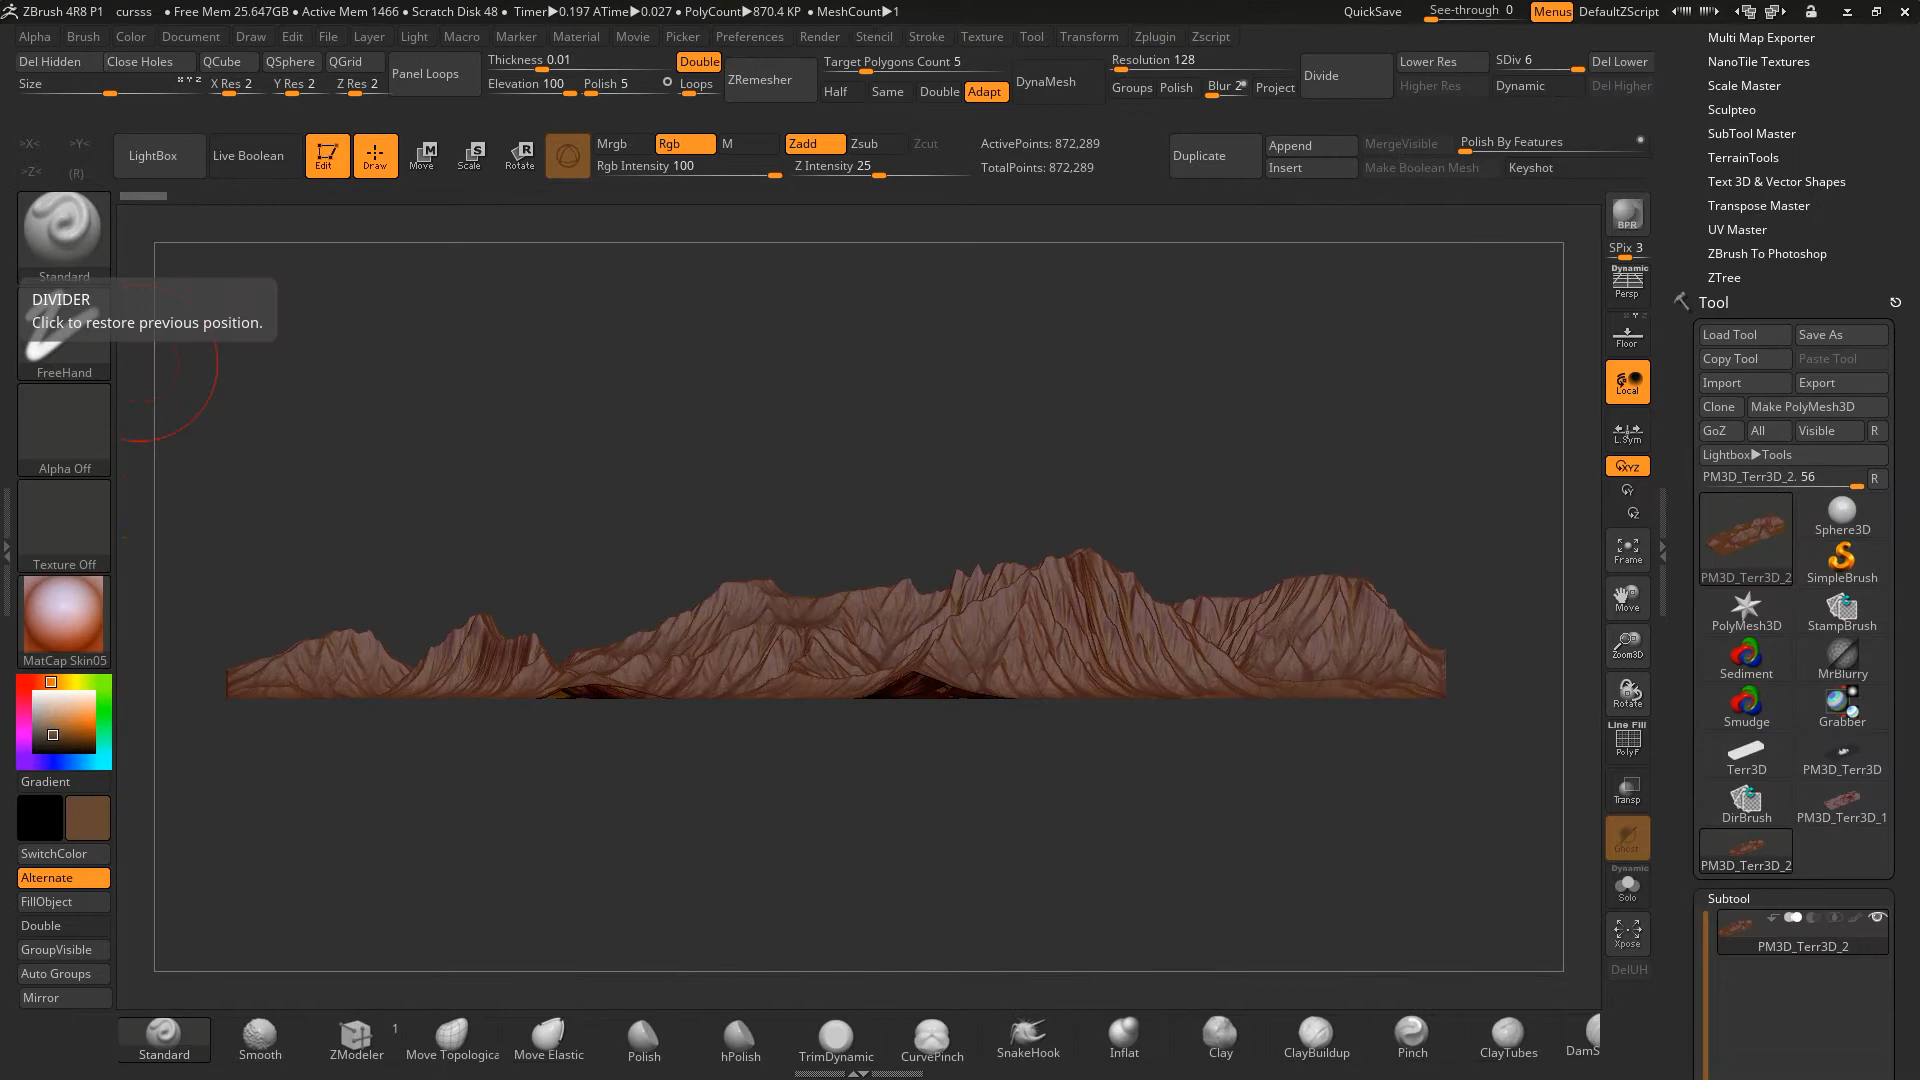 ZBrush 4R8 P1 cursss ● Free Mem 25.647GB ● Active Mem 1466 ● Scratch Disk 48 ● Timer▶0.197 ATime▶0.027 ● PolyCount▶870.4 KP ● MeshCount▶1 QuickSave See-through 0 Menus DefaultZScript
Alpha Brush Color Document Draw Edit File Layer Light Macro Marker Material Movie Picker Preferences Render Stencil Stroke Texture Tool Transform Zplugin Zscript
Del Hidden Close Holes QCube QSphere QGrid
Size X Res 2 Y Res 2 Z Res 2
Panel Loops
Thickness 0.01 Double
Elevation 100 Polish 5 Loops
ZRemesher
Target Polygons Count 5
Half Same Double Adapt
DynaMesh
Resolution 128
Groups Polish Blur 2 Project
Divide
Lower Res SDiv 6 Del Lower
Higher Res Dynamic Del Higher
>X< >Y<
>Z< (R)
LightBox
Live Boolean
Edit
Draw
Move
Scale
Rotate
Mrgb Rgb M
Rgb Intensity 100
Zadd Zsub Zcut
Z Intensity 25
ActivePoints: 872,289
TotalPoints: 872,289
Duplicate
Append
Insert
MergeVisible
Make Boolean Mesh
Polish By Features
Keyshot
Standard
DIVIDER
Click to restore previous position.
FreeHand
Alpha Off
Texture Off
MatCap Skin05
Gradient
SwitchColor
Alternate
FillObject
Double
GroupVisible
Auto Groups
Mirror
BPR
SPix 3
Dynamic
Persp
Floor
Local
L.Sym
XYZ
Y
Z
Frame
Move
Zoom3D
Rotate
Line Fill
PolyF
Transp
Ghost
Dynamic
Solo
Xpose
DelUH
Multi Map Exporter
NanoTile Textures
Scale Master
Sculpteo
SubTool Master
TerrainTools
Text 3D & Vector Shapes
Transpose Master
UV Master
ZBrush To Photoshop
ZTree
Tool
Load Tool Save As
Copy Tool Paste Tool
Import Export
Clone Make PolyMesh3D
GoZ All Visible R
Lightbox▶Tools
PM3D_Terr3D_2. 56 R
Sphere3D
PM3D_Terr3D_2 SimpleBrush
PolyMesh3D StampBrush
Sediment MrBlurry
Smudge Grabber
Terr3D PM3D_Terr3D
DirBrush PM3D_Terr3D_1
PM3D_Terr3D_2
Subtool
PM3D_Terr3D_2
Standard Smooth ZModeler 1 Move Topologica Move Elastic Polish hPolish TrimDynamic CurvePinch SnakeHook Inflat Clay ClayBuildup Pinch ClayTubes DamS